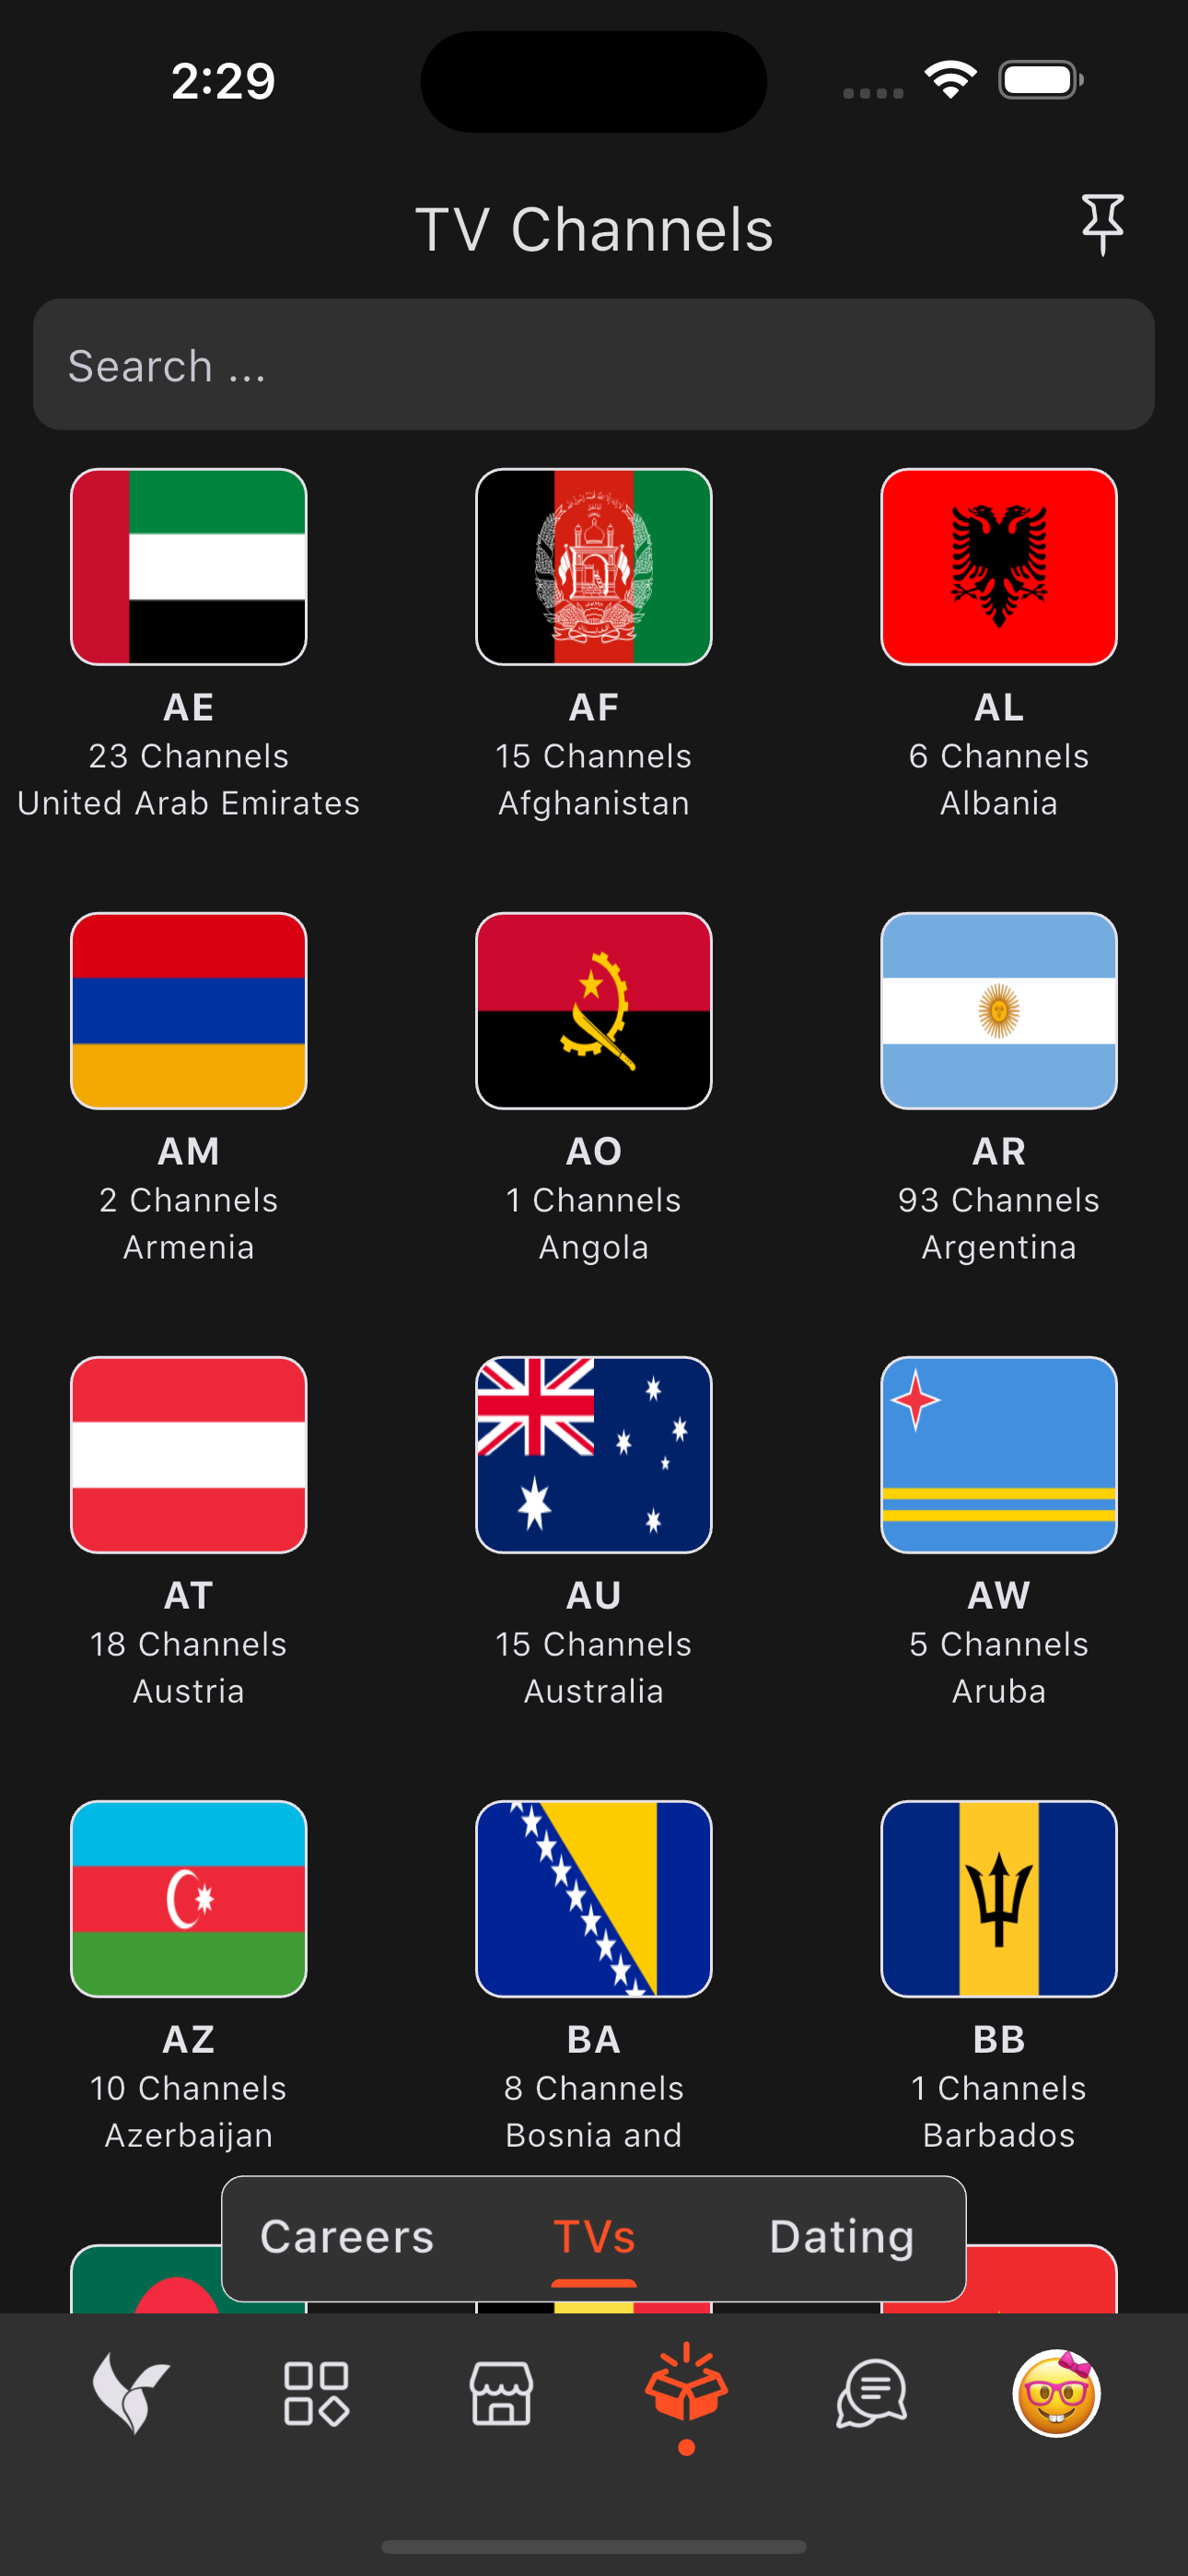 2:29
TV Channels
Search ...
AE
23 Channels
United Arab Emirates
AF
15 Channels
Afghanistan
AL
6 Channels
Albania
AM
2 Channels
Armenia
AO
1 Channels
Angola
AR
93 Channels
Argentina
AT
18 Channels
Austria
AU
15 Channels
Australia
AW
5 Channels
Aruba
AZ
10 Channels
Azerbaijan
BA
8 Channels
Bosnia and
BB
1 Channels
Barbados
Careers
TVs
Dating